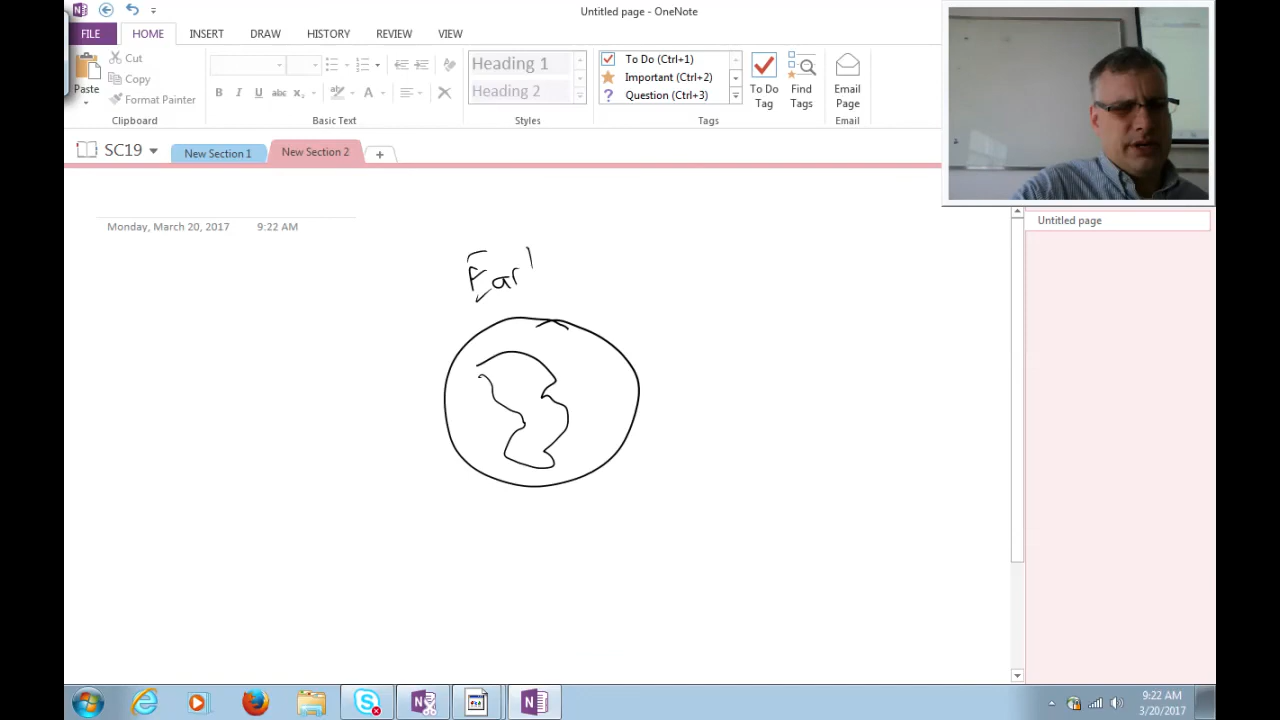 Untitled page - OneNote
FILE HOME INSERT DRAW HISTORY REVIEW VIEW
Paste
Cut
Copy
Format Painter
Clipboard
B I U abc x₂ A
Basic Text
Heading 1
Heading 2
Styles
To Do (Ctrl+1)
Important (Ctrl+2)
? Question (Ctrl+3)
Tags
To Do Tag
Find Tags
Email Page
Email
SC19 New Section 1 New Section 2 +
Untitled page
Monday, March 20, 2017 9:22 AM
Ear
9:22 AM
3/20/2017